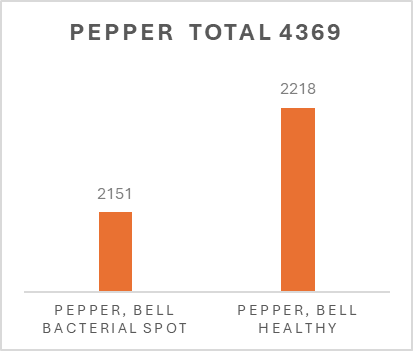 PEPPER TOTAL 4369
2218
2151
PEPPER, BELL BACTERIAL SPOT
PEPPER, BELL HEALTHY